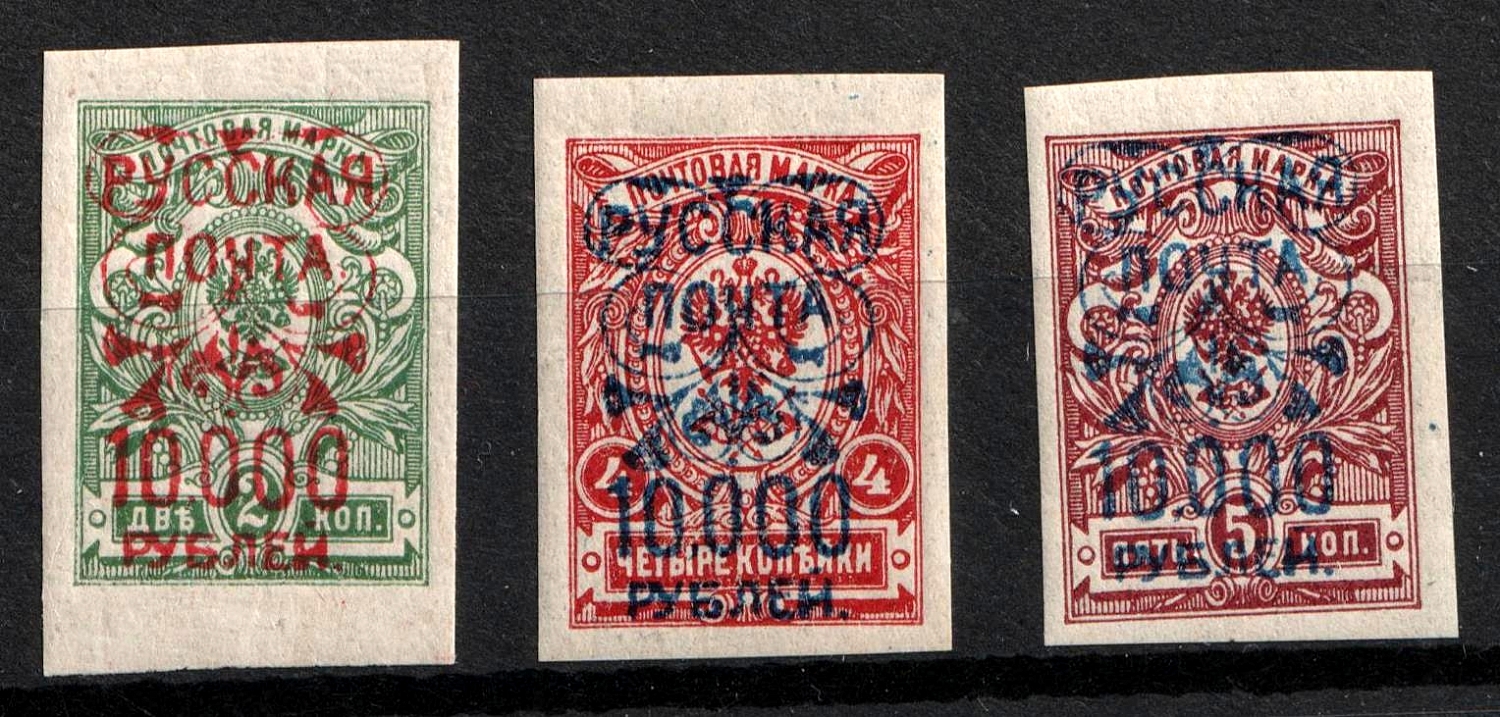 ПОЧТОВАЯ МАРКА
РУССКАЯ
ПОЧТА
10.000
ДВѢ 2 КОП.
РУБЛЕЙ.
ПОЧТОВАЯ МАРКА
РУССКАЯ
ПОЧТА
4 4
10.000
ЧЕТЫРЕ КОПѢЙКИ
РУБЛЕЙ.
ПОЧТОВАЯ МАРКА
РУССКАЯ
ПОЧТА
10.000
ПЯТЬ 5 КОП.
РУБЛЕЙ.